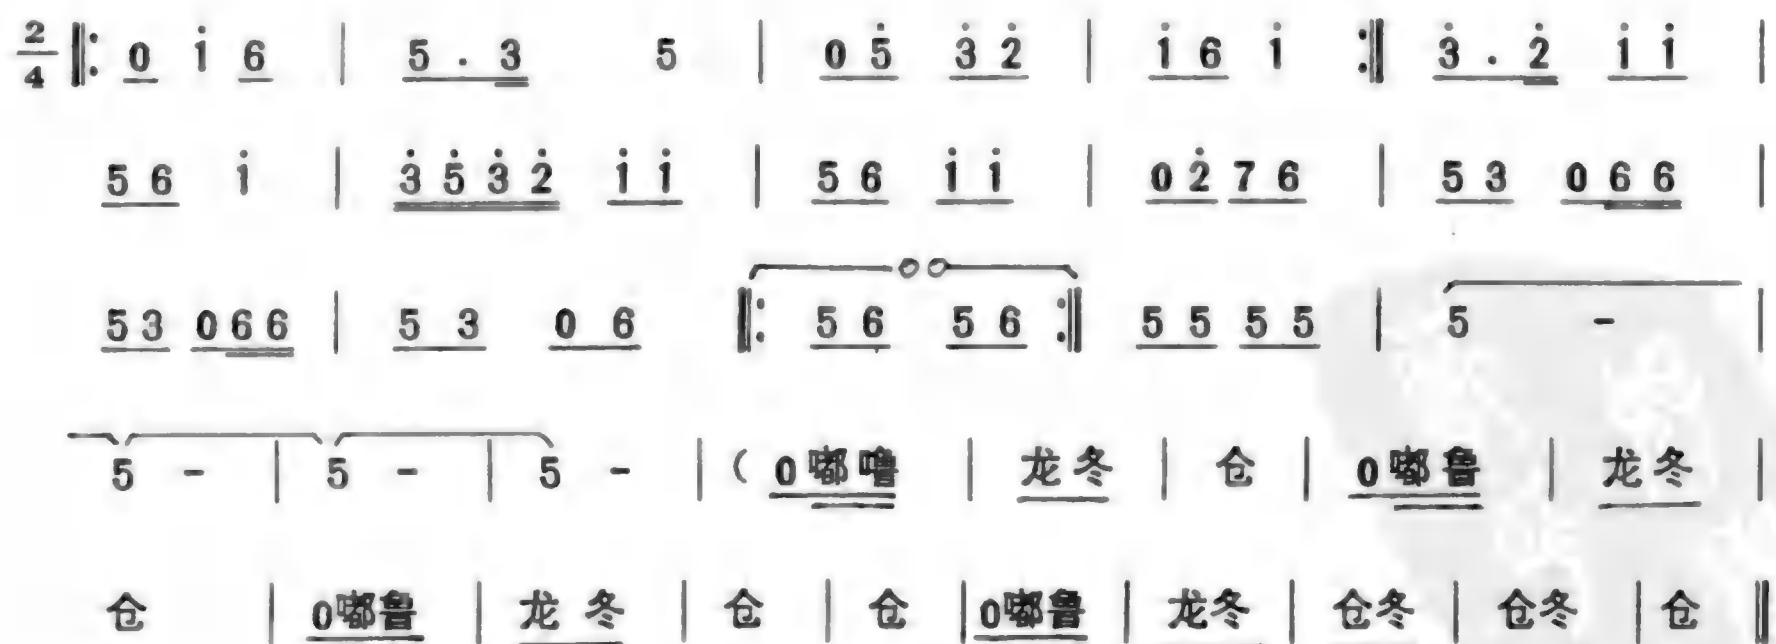 2/4 ‖: 0 i̇ 6 | 5 . 3 5 | 0 5̇ 3̇ 2̇ | i̇ 6 i̇ :‖ 3̇ . 2̇ i̇ i̇ |
5 6 i̇ | 3̇ 5̇ 3̇ 2̇ i̇ i̇ | 5 6 i̇ i̇ | 0 2̇ 7 6 | 5 3 0 6 6 |
5 3 0 6 6 | 5 3 0 6 ‖: 5 6 5 6 :‖ 5 5 5 5 | 5 - |
5 - | 5 - | 5 - | ( 0 嘟噜 | 龙冬 | 仓 | 0 嘟鲁 | 龙冬 |
仓 | 0 嘟鲁 | 龙冬 | 仓 | 仓 | 0 嘟鲁 | 龙冬 | 仓冬 | 仓冬 | 仓 ‖